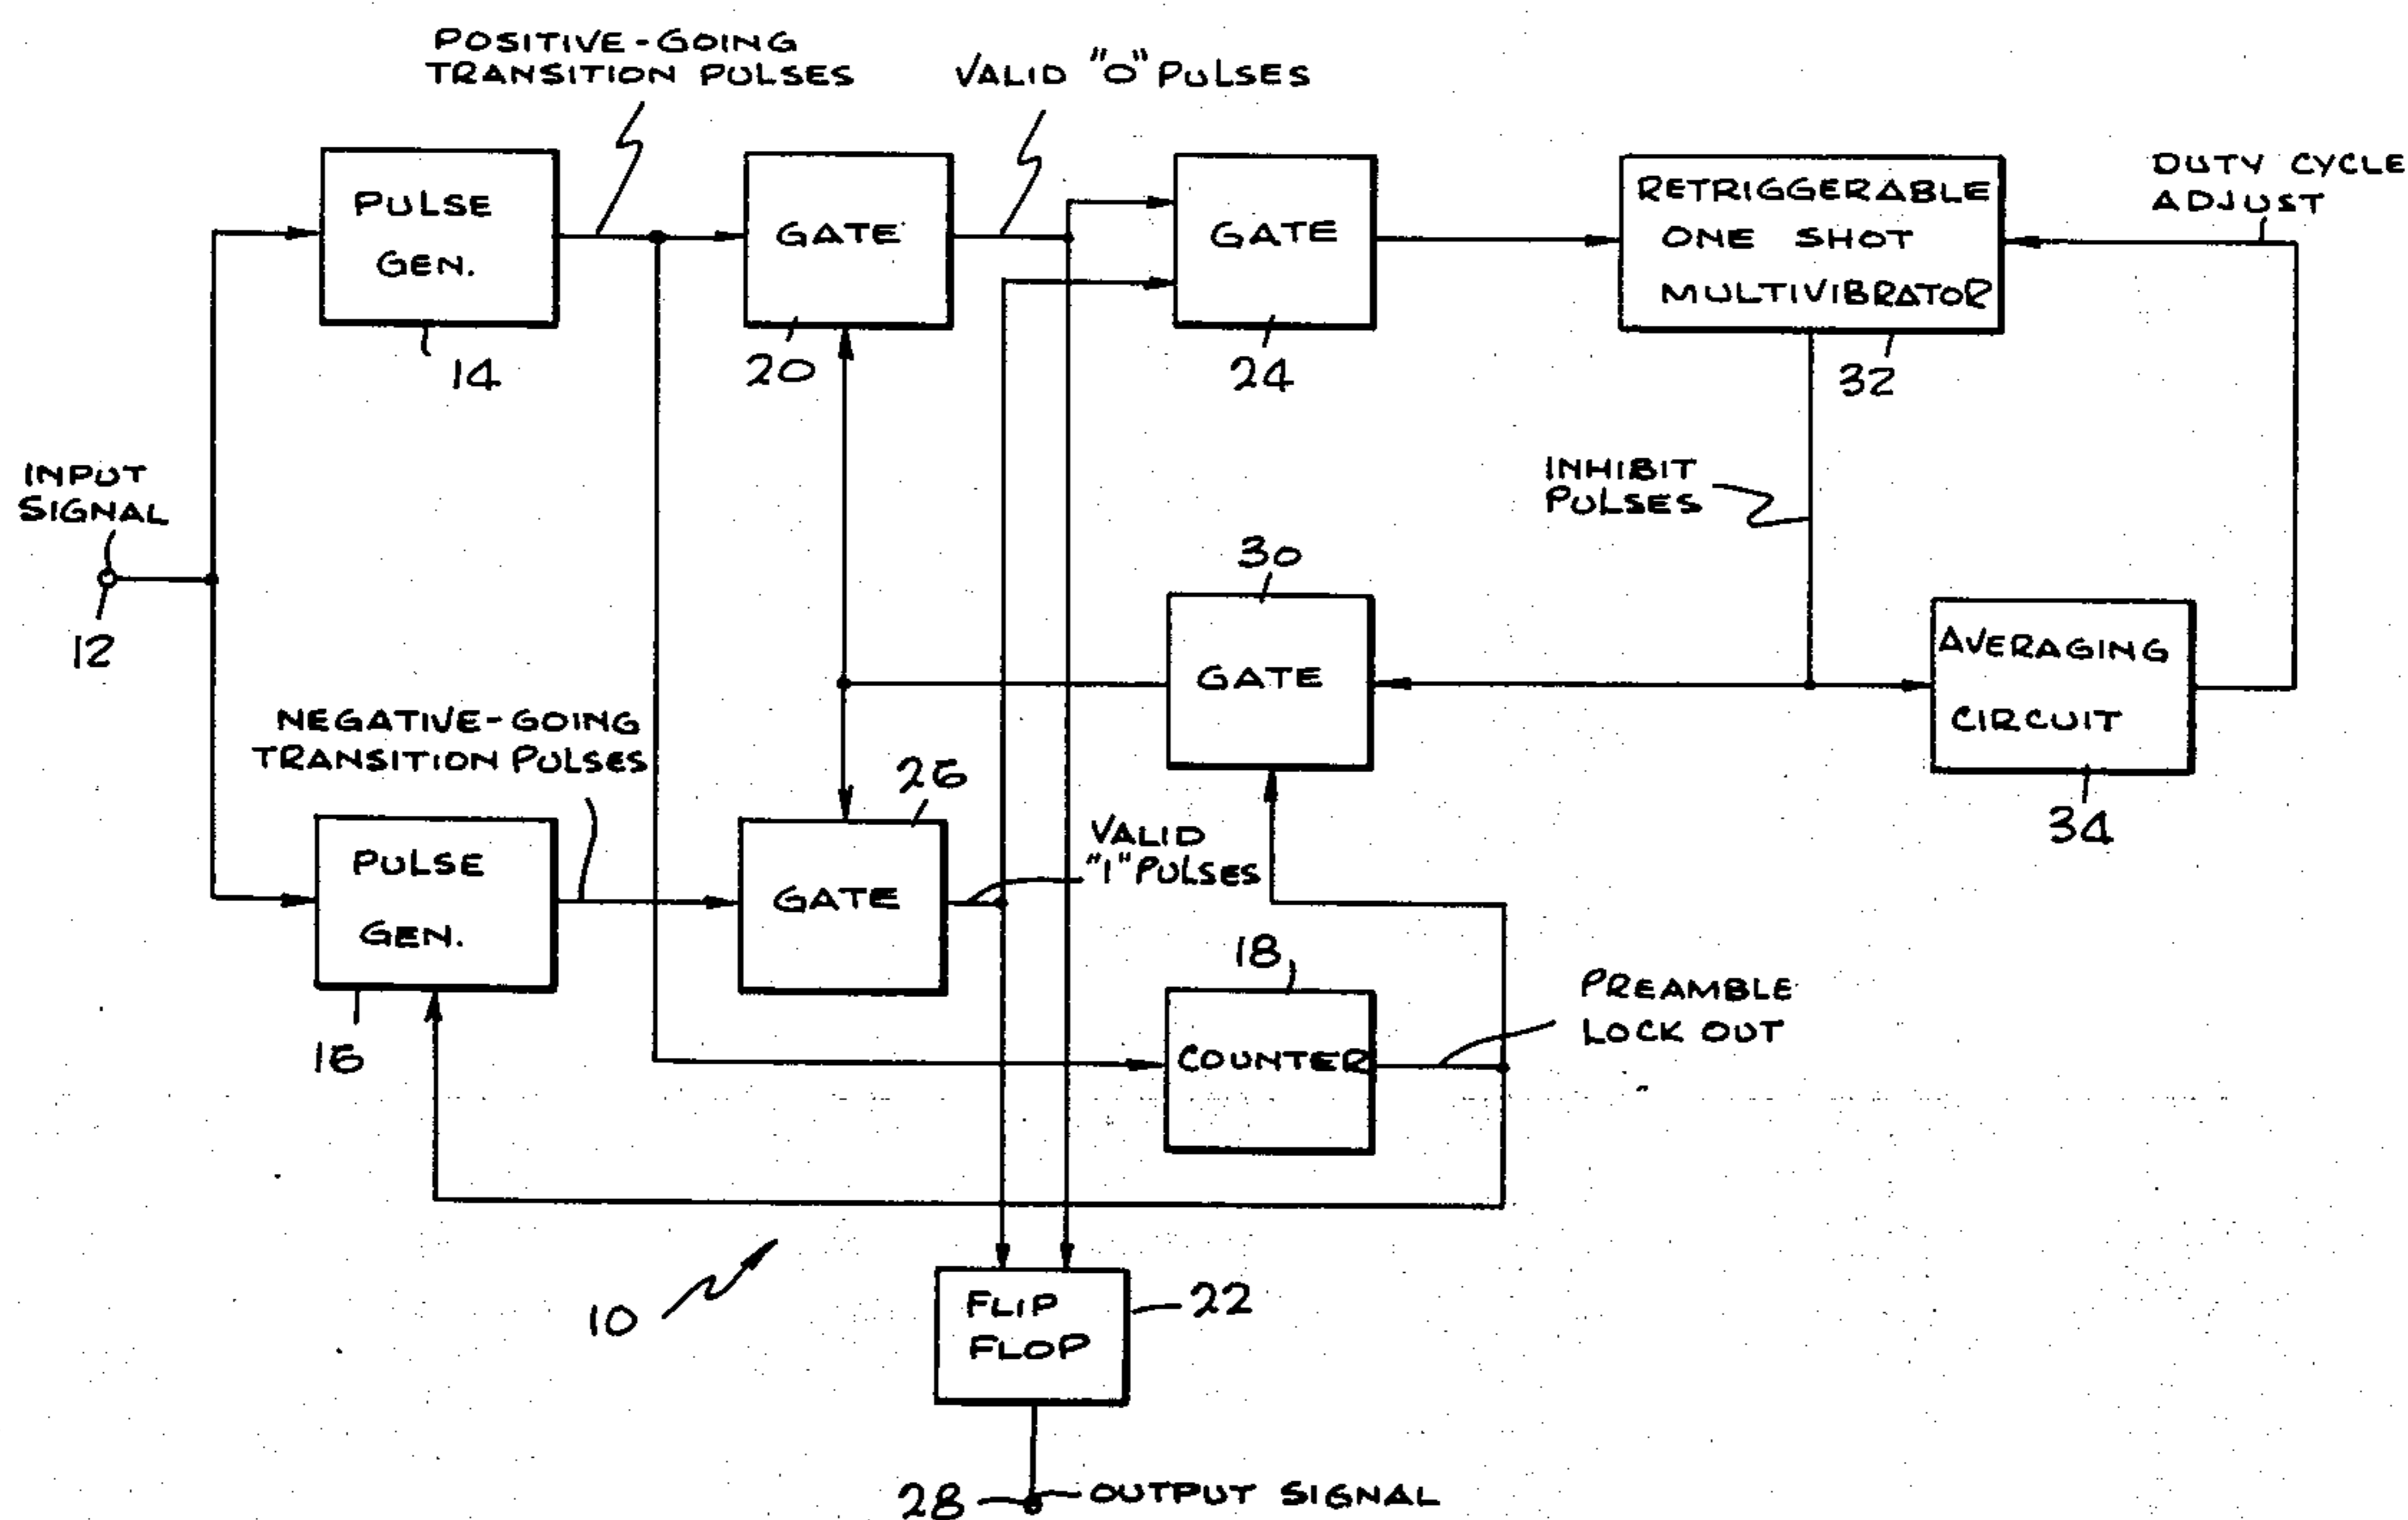 POSITIVE-GOING
TRANSITION PULSES
VALID "0" PULSES
PULSE
GEN.
14
GATE
20
GATE
24
RETRIGGERABLE
ONE SHOT
MULTIVIBRATOR
32
DUTY CYCLE
ADJUST
INPUT
SIGNAL
12
INHIBIT
PULSES
30
GATE
AVERAGING
CIRCUIT
34
NEGATIVE-GOING
TRANSITION PULSES
26
PULSE
GEN.
16
GATE
VALID
"1" PULSES
18
COUNTER
PREAMBLE
LOCK OUT
10
FLIP
FLOP
22
28
OUTPUT SIGNAL